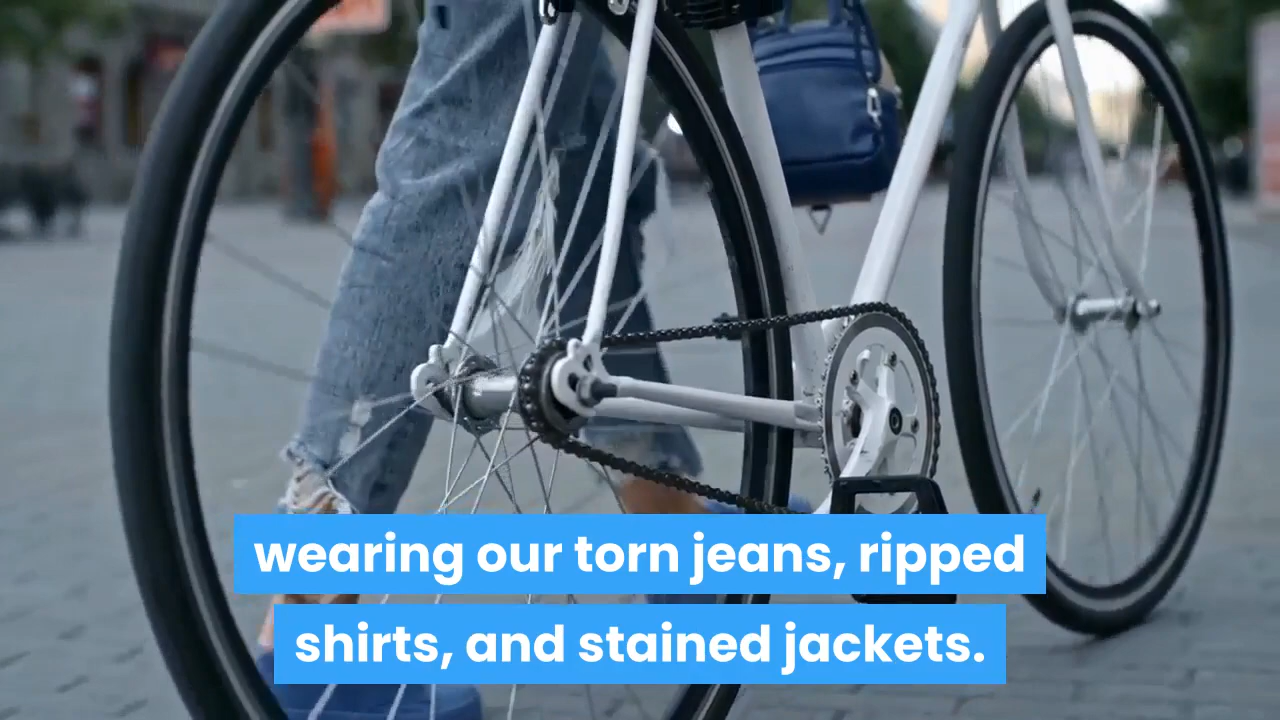 wearing our torn jeans, ripped
shirts, and stained jackets.